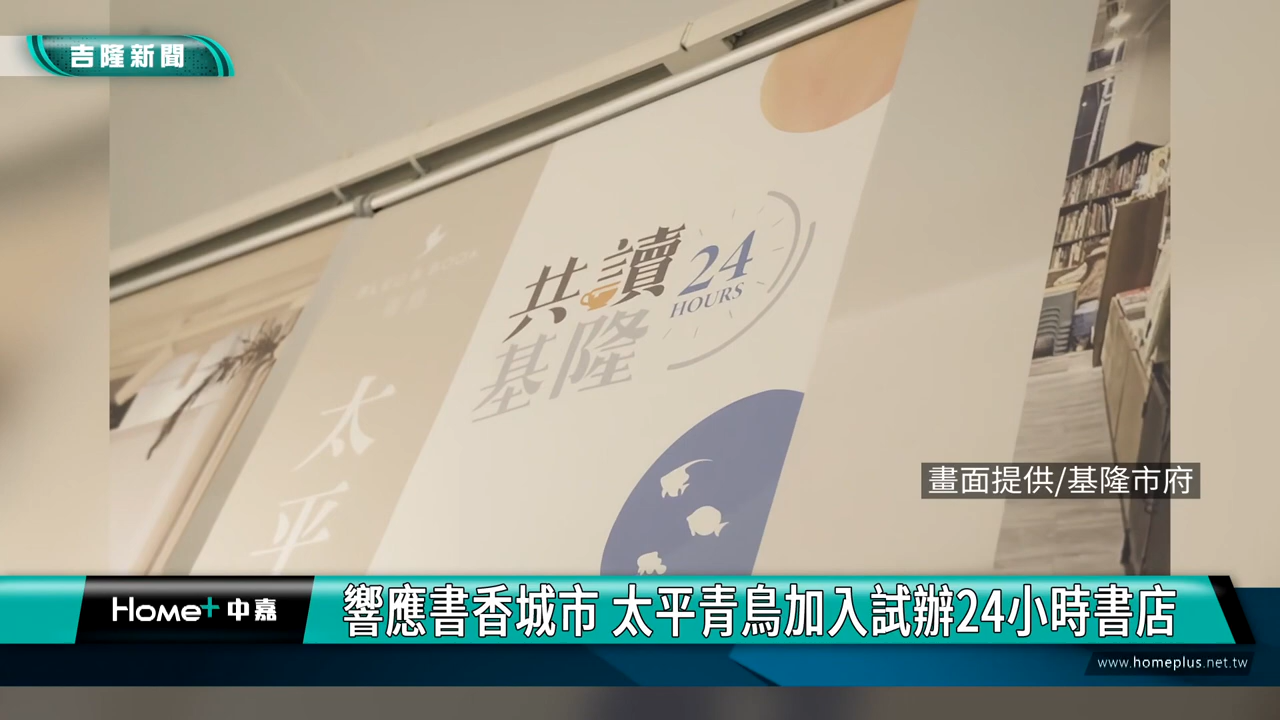 吉隆新聞
共讀
24
HOURS
基隆
太
平
畫面提供/基隆市府
Home+中嘉
響應書香城市 太平青鳥加入試辦24小時書店
www.homeplus.net.tw